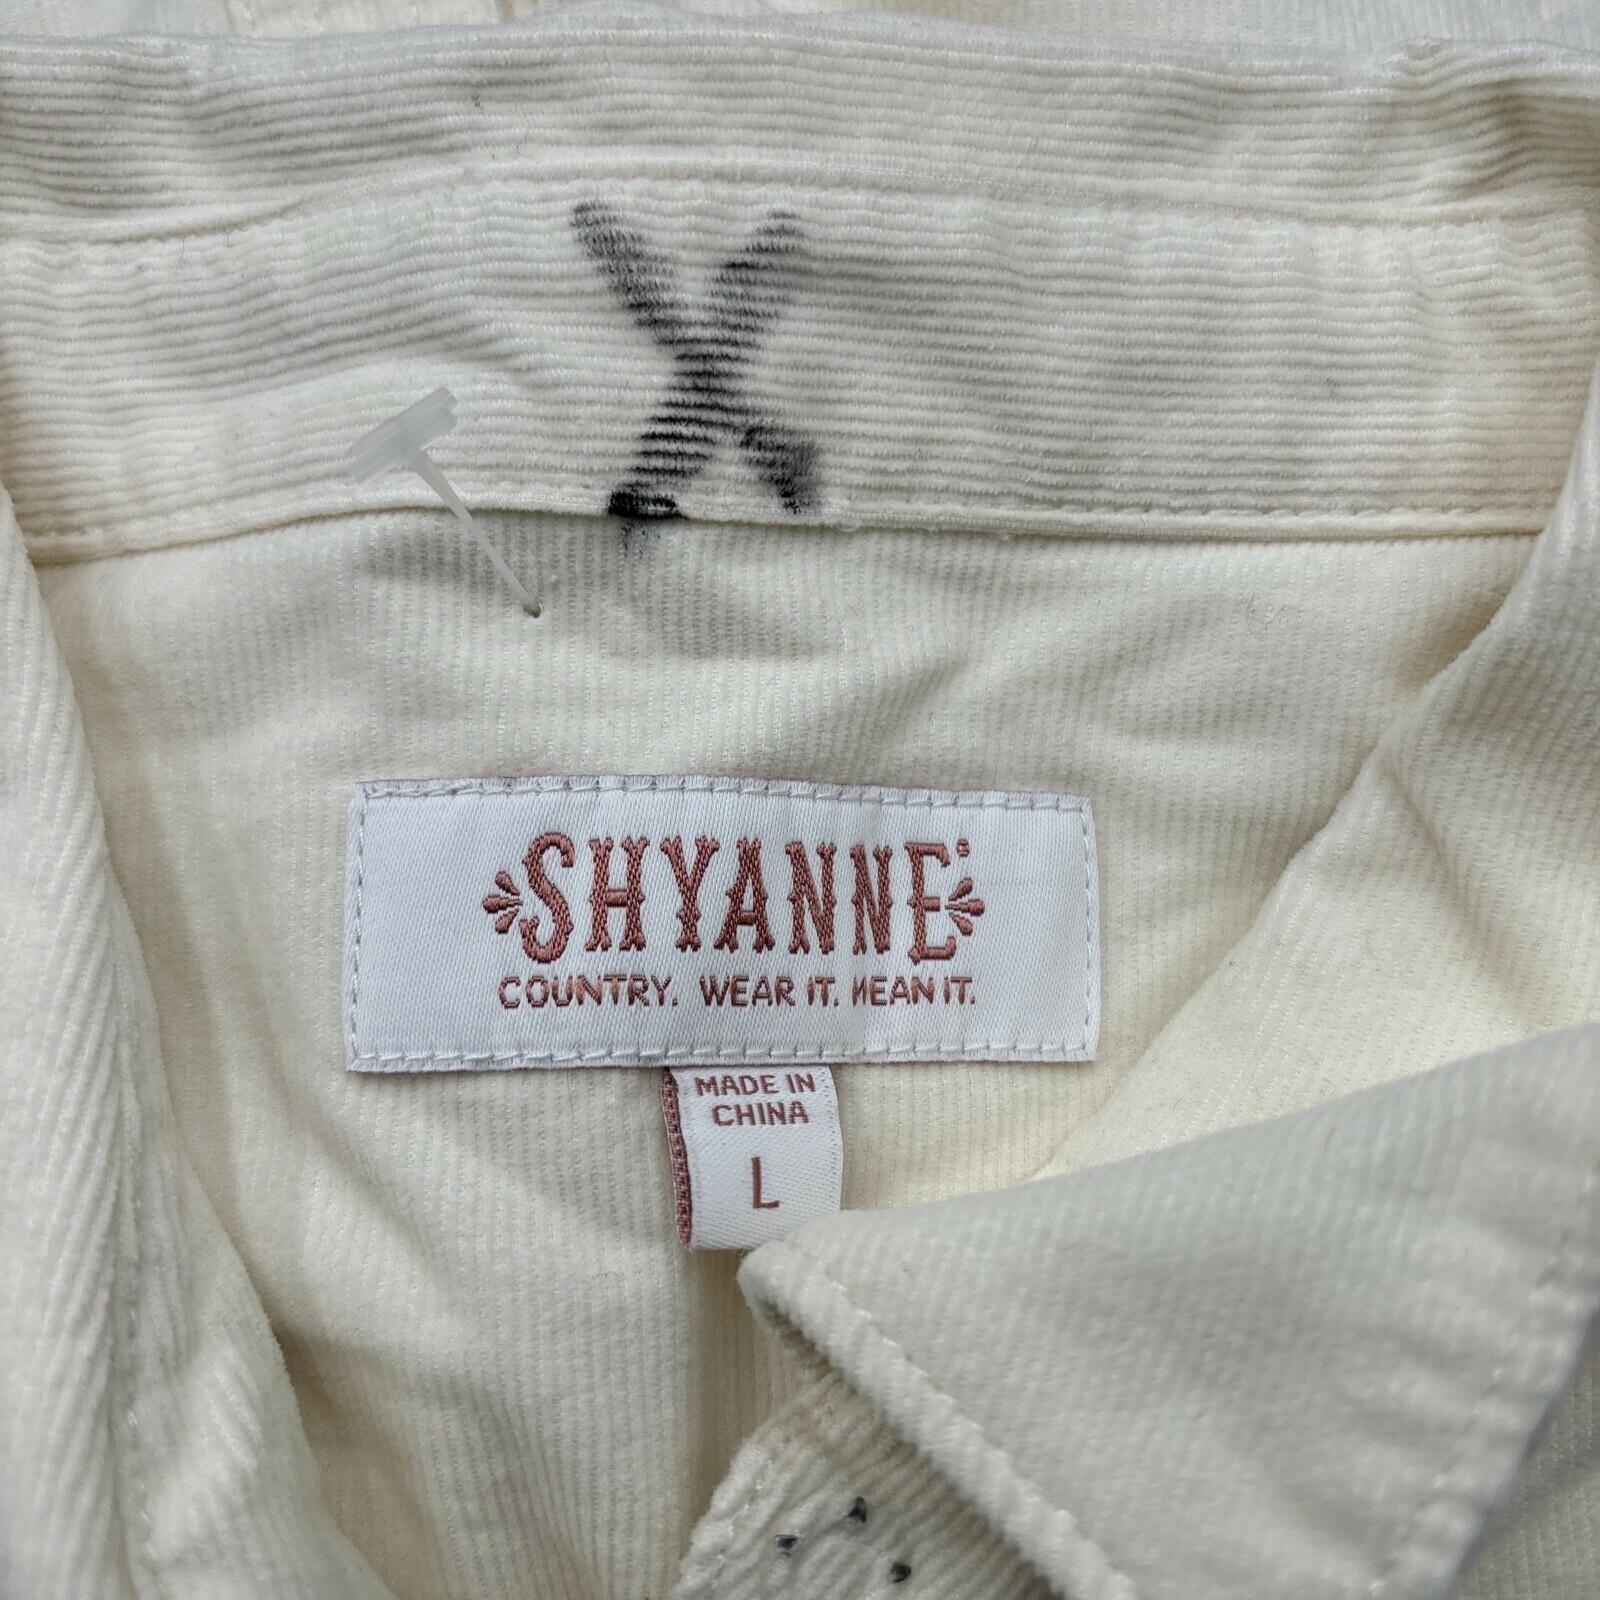 X
SHYANNE®
COUNTRY. WEAR IT. MEAN IT.
MADE IN
CHINA
L